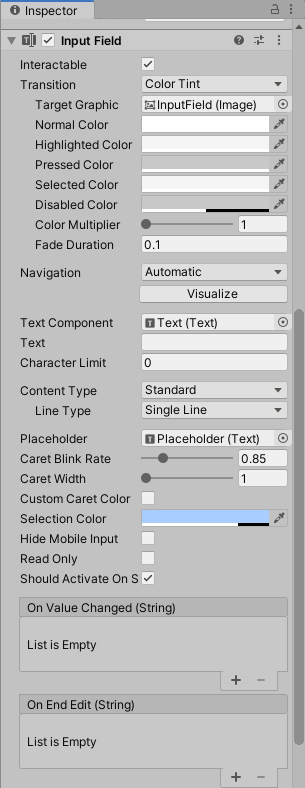 Inspector
Input Field
Interactable
Transition Color Tint
Target Graphic InputField (Image)
Normal Color
Highlighted Color
Pressed Color
Selected Color
Disabled Color
Color Multiplier 1
Fade Duration 0.1
Navigation Automatic
Visualize
Text Component Text (Text)
Text
Character Limit 0
Content Type Standard
Line Type Single Line
Placeholder Placeholder (Text)
Caret Blink Rate 0.85
Caret Width 1
Custom Caret Color
Selection Color
Hide Mobile Input
Read Only
Should Activate On S
On Value Changed (String)
List is Empty
+ −
On End Edit (String)
List is Empty
+ −